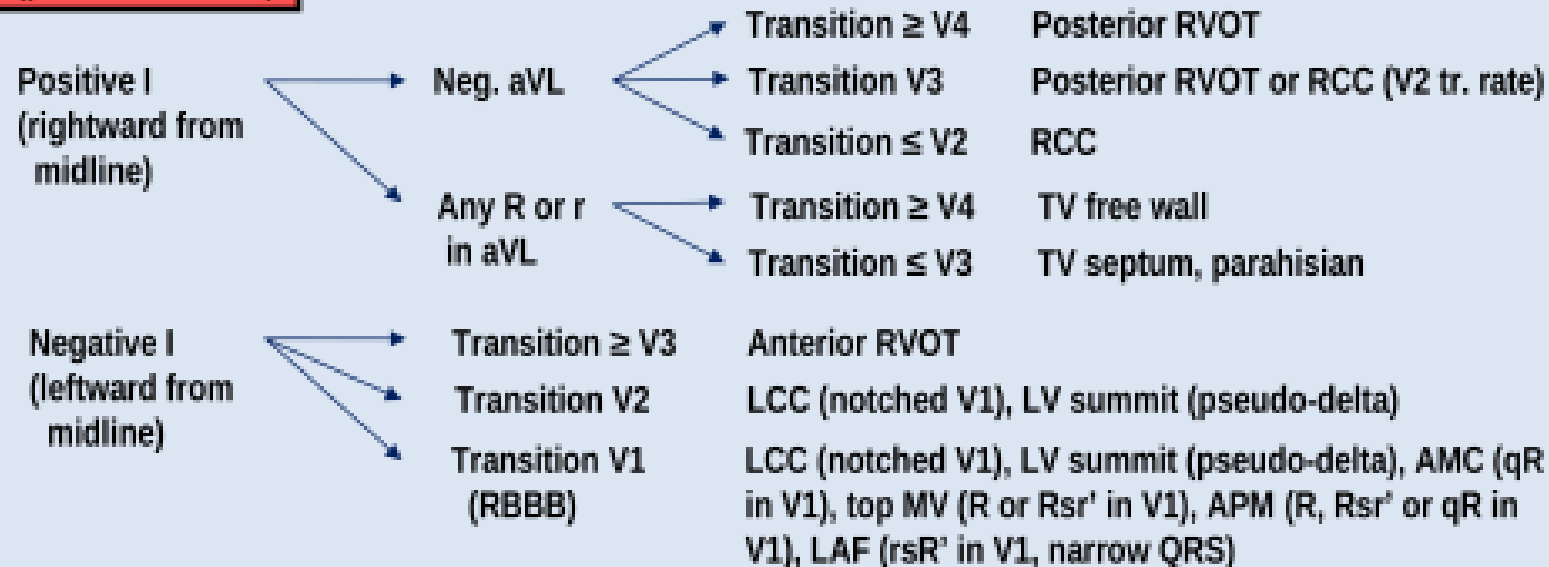 Transition ≥ V4 Posterior RVOT
Positive I Neg. aVL Transition V3 Posterior RVOT or RCC (V2 tr. rate)
(rightward from
midline)
Transition ≤ V2 RCC
Any R or r Transition ≥ V4 TV free wall
in aVL
Transition ≤ V3 TV septum, parahisian
Negative I Transition ≥ V3 Anterior RVOT
(leftward from Transition V2 LCC (notched V1), LV summit (pseudo-delta)
midline)
Transition V1 LCC (notched V1), LV summit (pseudo-delta), AMC (qR
(RBBB) in V1), top MV (R or Rsr' in V1), APM (R, Rsr' or qR in
V1), LAF (rsR' in V1, narrow QRS)